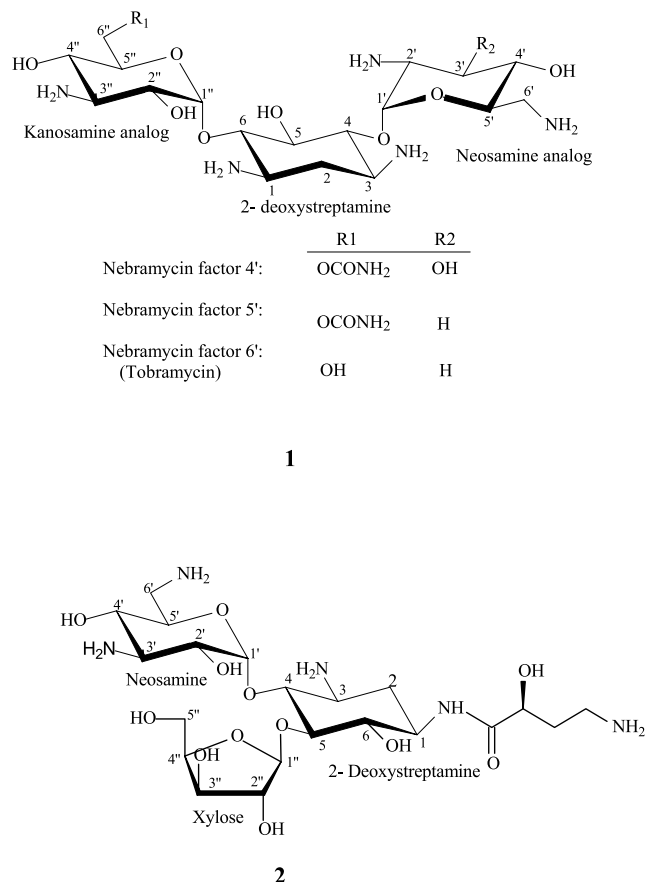 R1
6''
4''
HO
5''
O
H2N
3''
2''
1''
OH
Kanosamine analog
O
6
HO
5
4
O
H2N
1
2
3
NH2
2- deoxystreptamine
R2
H2N
2'
3'
4'
OH
1'
O
5'
6'
NH2
Neosamine analog
R1 R2
Nebramycin factor 4': OCONH2 OH
Nebramycin factor 5': OCONH2 H
Nebramycin factor 6': (Tobramycin) OH H
1
NH2
6'
4'
HO
5'
O
H2N
3'
2'
1'
OH
Neosamine
O
4
H2N
3
2
5
6
OH
1
HN
O
OH
NH2
2- Deoxystreptamine
HO
5''
O
O
4''
OH
1''
3''
2''
OH
Xylose
2